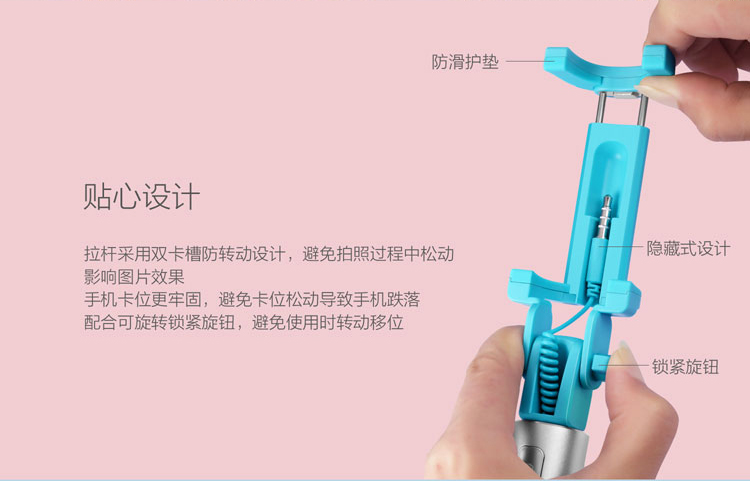 防滑护垫
贴心设计
拉杆采用双卡槽防转动设计，避免拍照过程中松动
影响图片效果
手机卡位更牢固，避免卡位松动导致手机跌落
配合可旋转锁紧旋钮，避免使用时转动移位
隐藏式设计
锁紧旋钮